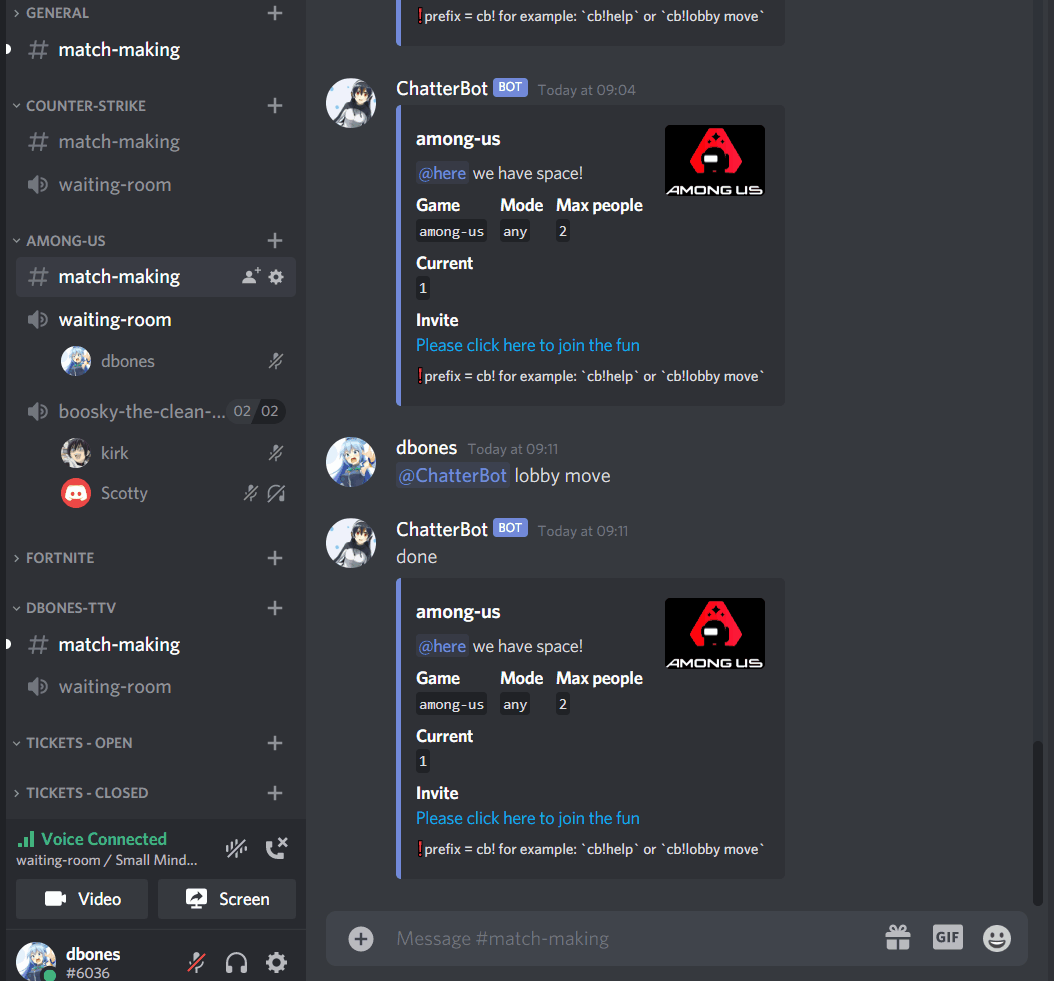 GENERAL
# match-making
COUNTER-STRIKE
# match-making
waiting-room
AMONG-US
# match-making
waiting-room
dbones
boosky-the-clean-... 02 02
kirk
Scotty
FORTNITE
DBONES-TTV
# match-making
waiting-room
TICKETS - OPEN
TICKETS - CLOSED
Voice Connected
waiting-room / Small Mind...
Video
Screen
dbones
#6036
❗prefix = cb! for example: `cb!help` or `cb!lobby move`
ChatterBot BOT Today at 09:04
among-us
AMONG US
@here we have space!
Game Mode Max people
among-us any 2
Current
1
Invite
Please click here to join the fun
❗prefix = cb! for example: `cb!help` or `cb!lobby move`
dbones Today at 09:11
@ChatterBot lobby move
ChatterBot BOT Today at 09:11
done
among-us
AMONG US
@here we have space!
Game Mode Max people
among-us any 2
Current
1
Invite
Please click here to join the fun
❗prefix = cb! for example: `cb!help` or `cb!lobby move`
Message #match-making
GIF